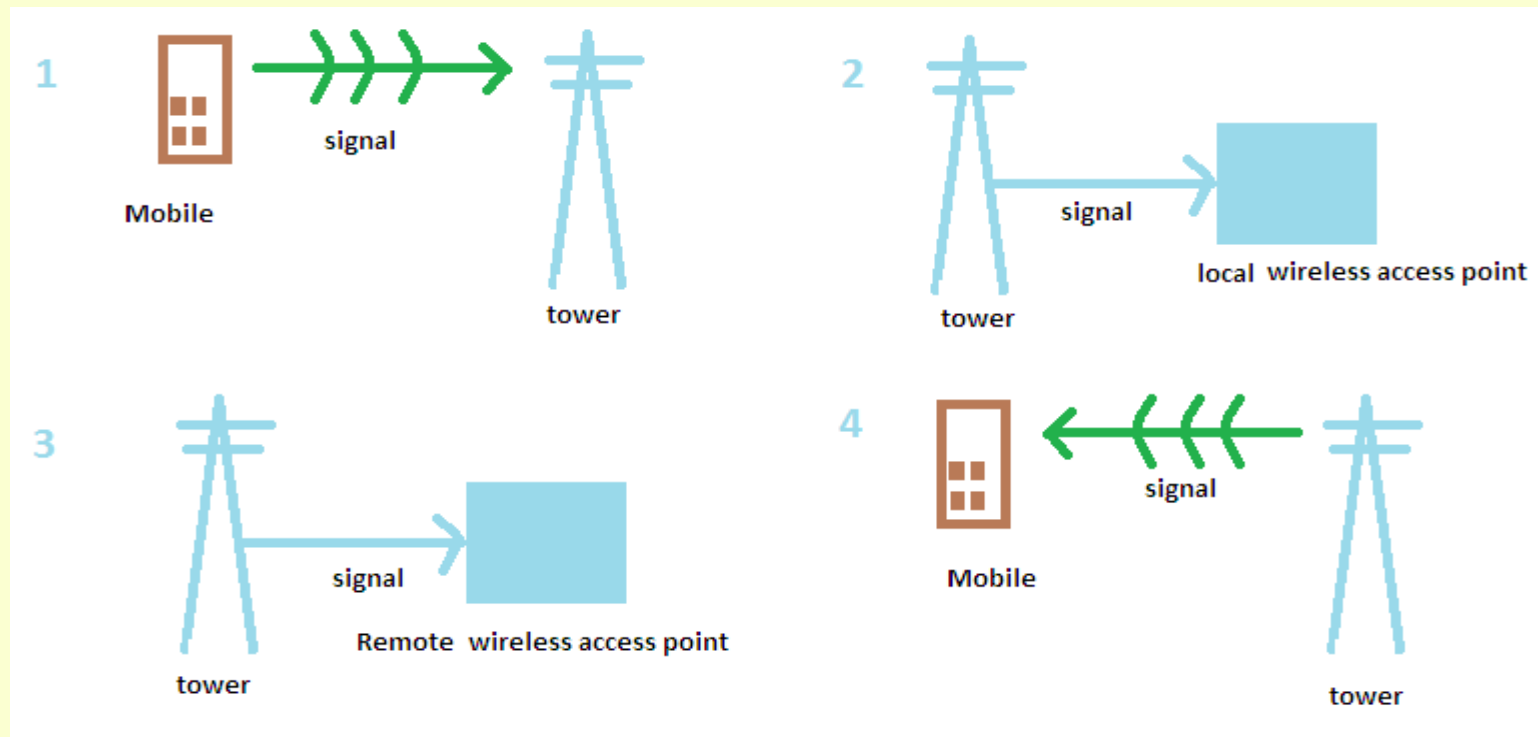 1
signal
Mobile
tower
2
signal
local wireless access point
tower
3
signal
Remote wireless access point
tower
4
signal
Mobile
tower